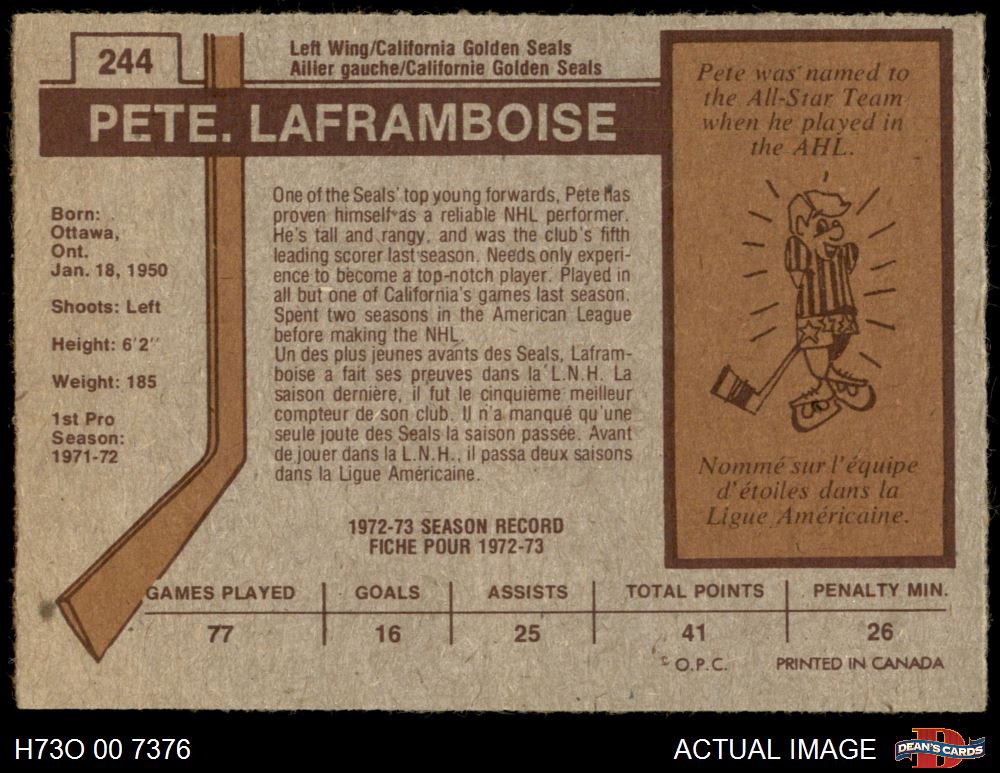 244
Left Wing/California Golden Seals
Ailier gauche/Californie Golden Seals
PETE. LAFRAMBOISE
Born:
Ottawa,
Ont.
Jan. 18, 1950
Shoots: Left
Height: 6'2"
Weight: 185
1st Pro
Season:
1971-72
One of the Seals' top young forwards, Pete has
proven himself as a reliable NHL performer.
He's tall and rangy, and was the club's fifth
leading scorer last season. Needs only experi-
ence to become a top-notch player. Played in
all but one of California's games last season.
Spent two seasons in the American League
before making the NHL.
Un des plus jeunes avants des Seals, Lafram-
boise a fait ses preuves dans la L.N.H. La
saison dernière, il fut le cinquième meilleur
compteur de son club. Il n'a manqué qu'une
seule joute des Seals la saison passée. Avant
de jouer dans la L.N.H., il passa deux saisons
dans la Ligue Américaine.
Pete was named to
the All-Star Team
when he played in
the AHL.
Nommé sur l'équipe
d'étoiles dans la
Ligue Américaine.
1972-73 SEASON RECORD
FICHE POUR 1972-73
GAMES PLAYED GOALS ASSISTS TOTAL POINTS PENALTY MIN.
77 16 25 41 26
© O.P.C. PRINTED IN CANADA
H73O 00 7376
ACTUAL IMAGE
DEAN'S CARDS